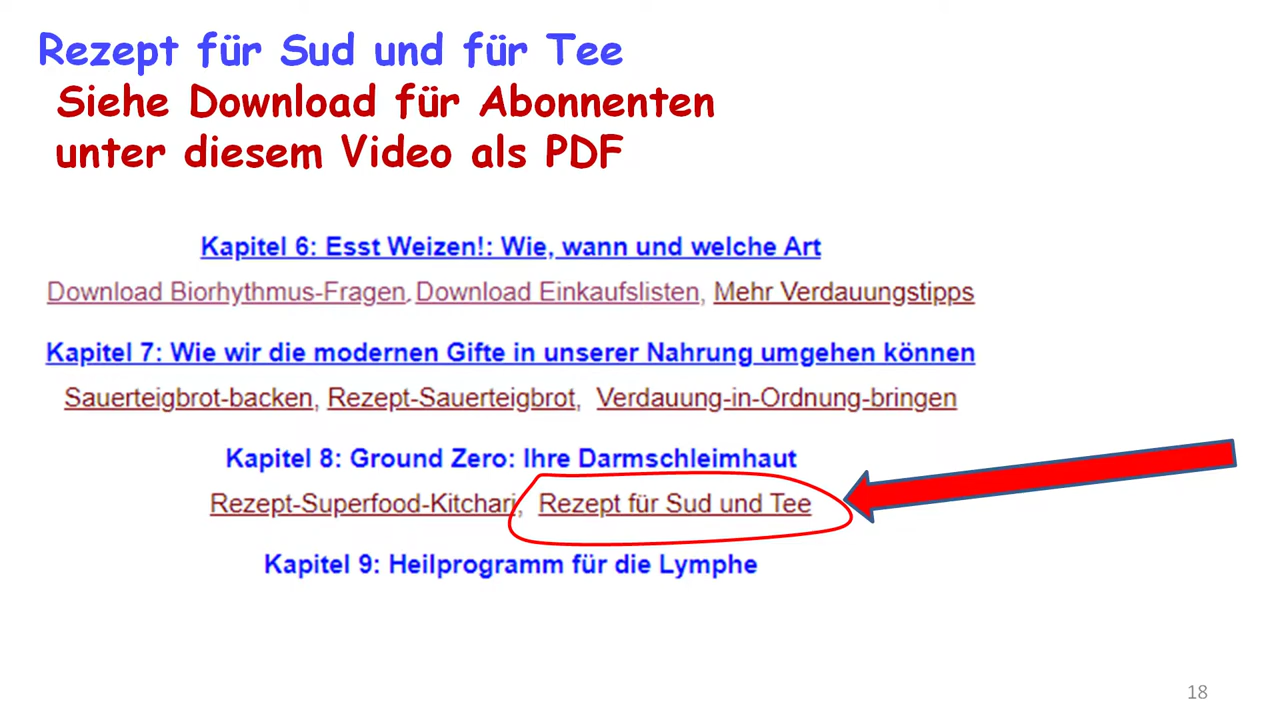 Rezept für Sud und für Tee
Siehe Download für Abonnenten
unter diesem Video als PDF
Kapitel 6: Esst Weizen!: Wie, wann und welche Art
Download Biorhythmus-Fragen, Download Einkaufslisten, Mehr Verdauungstipps
Kapitel 7: Wie wir die modernen Gifte in unserer Nahrung umgehen können
Sauerteigbrot-backen, Rezept-Sauerteigbrot, Verdauung-in-Ordnung-bringen
Kapitel 8: Ground Zero: Ihre Darmschleimhaut
Rezept-Superfood-Kitchari, Rezept für Sud und Tee
Kapitel 9: Heilprogramm für die Lymphe
18